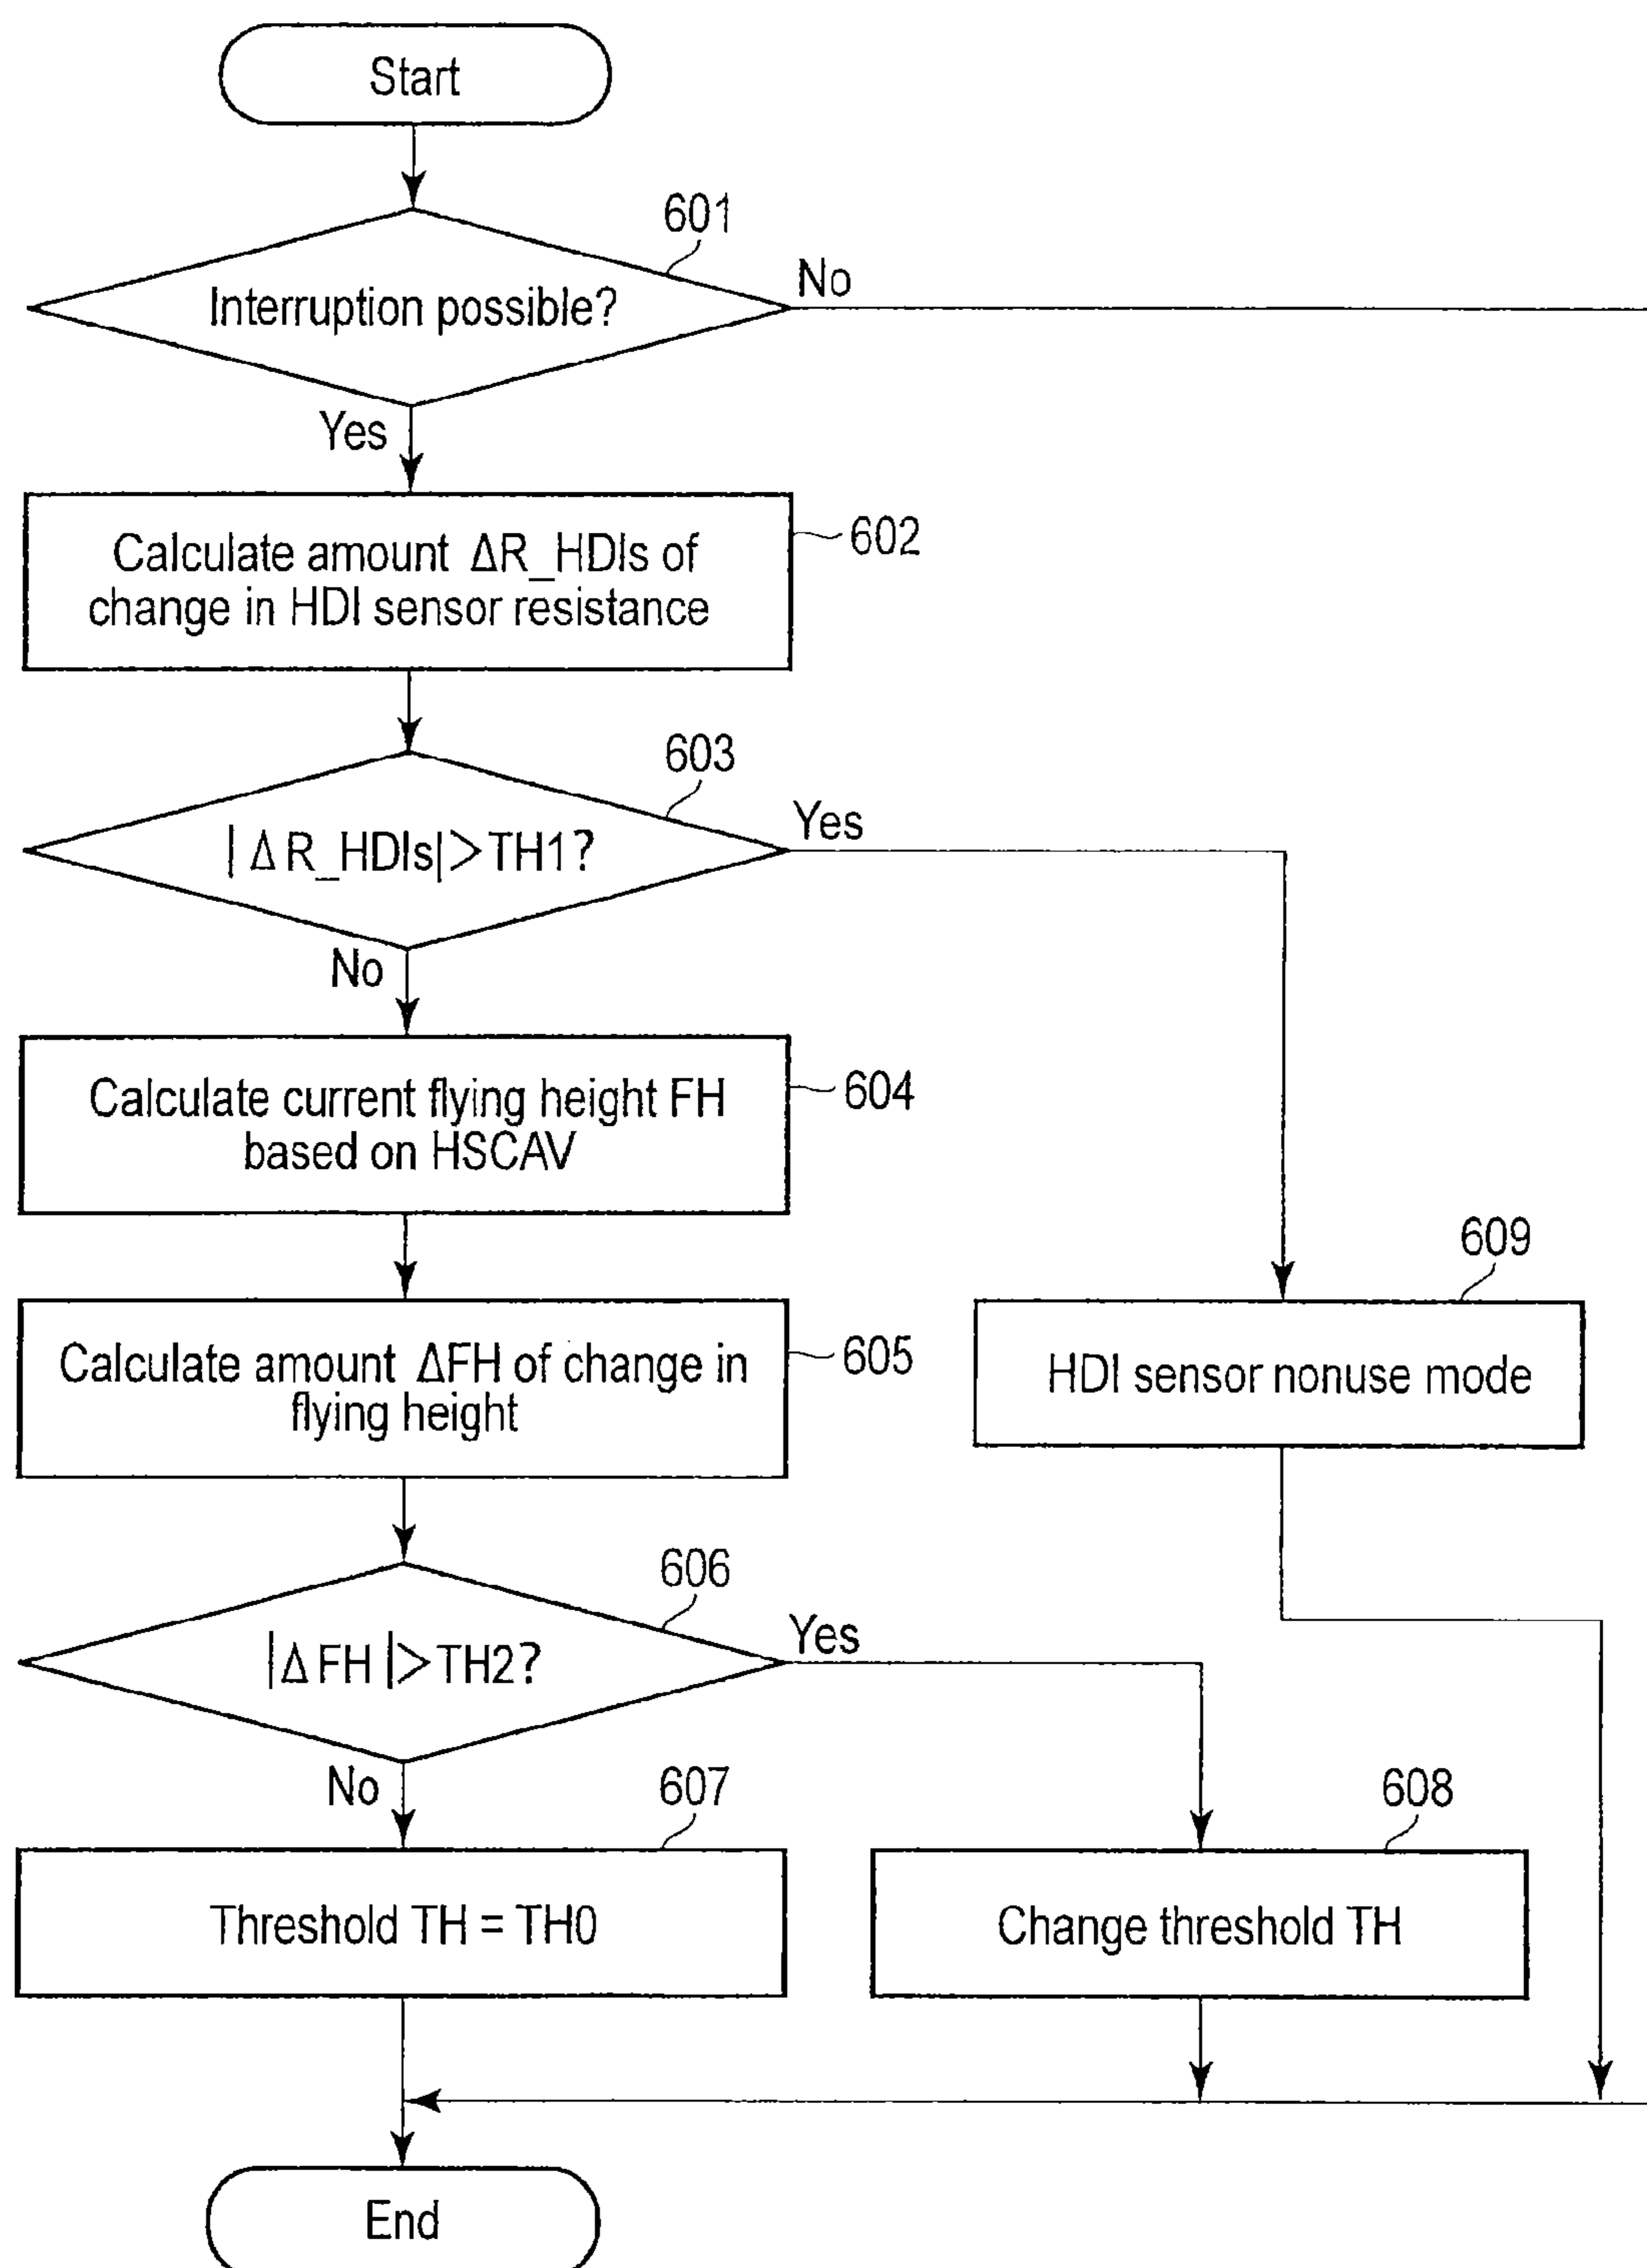 Start
601
Interruption possible?
No
Yes
602
Calculate amount ΔR_HDIs of
change in HDI sensor resistance
603
|ΔR_HDIs|>TH1?
Yes
No
604
Calculate current flying height FH
based on HSCAV
609
605
Calculate amount ΔFH of change in
flying height
HDI sensor nonuse mode
606
|ΔFH|>TH2?
Yes
No
607
608
Threshold TH = TH0
Change threshold TH
End